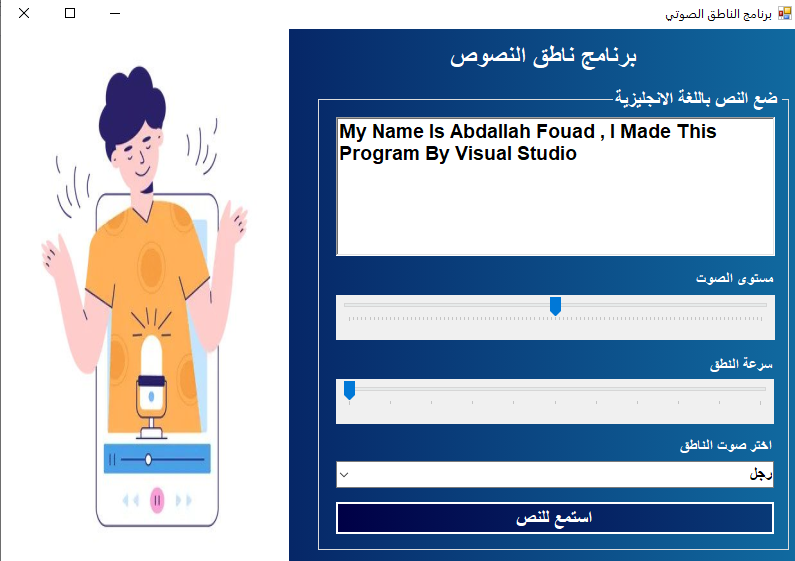 برنامج الناطق الصوتي
برنامج ناطق النصوص
ضع النص باللغة الانجليزية
My Name Is Abdallah Fouad , I Made This
Program By Visual Studio
مستوى الصوت
سرعة النطق
اختر صوت الناطق
رجل
استمع للنص